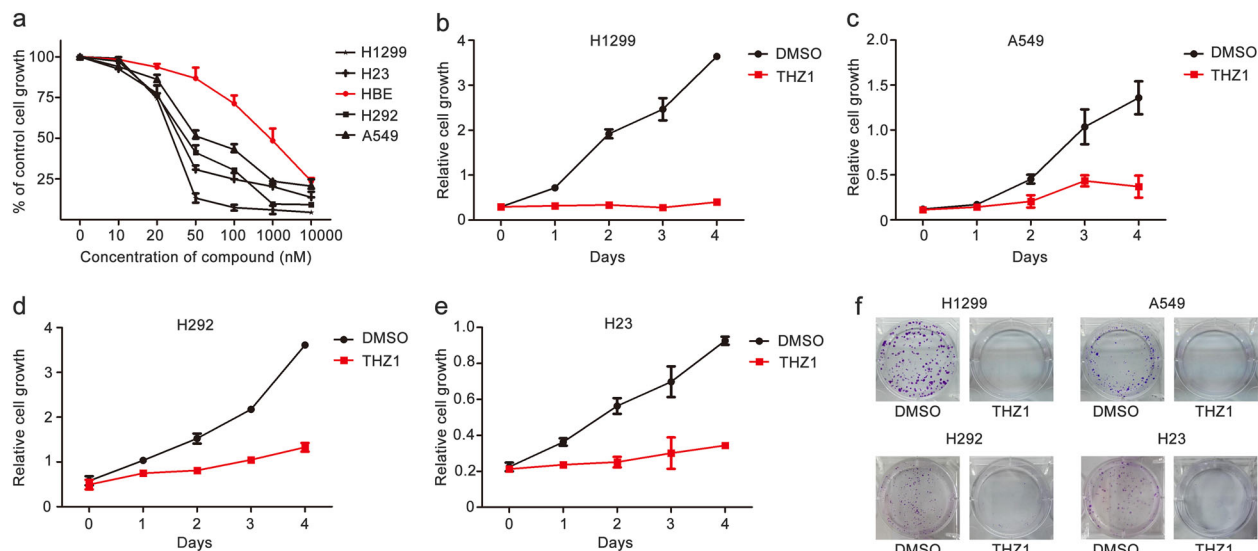 a
% of control cell growth
100
75
50
25
0 10 20 50 100 1000 10000
Concentration of compound (nM)
H1299
H23
HBE
H292
A549
b
H1299
Relative cell growth
4
3
2
1
0
0 1 2 3 4
Days
DMSO
THZ1
c
A549
Relative cell growth
2.0
1.5
1.0
0.5
0
0 1 2 3 4
Days
DMSO
THZ1
d
H292
Relative cell growth
4
3
2
1
0
0 1 2 3 4
Days
DMSO
THZ1
e
H23
Relative cell growth
1.0
0.8
0.6
0.4
0.2
0.0
0 1 2 3 4
Days
DMSO
THZ1
f
H1299 A549
DMSO THZ1 DMSO THZ1
H292 H23
DMSO THZ1 DMSO THZ1